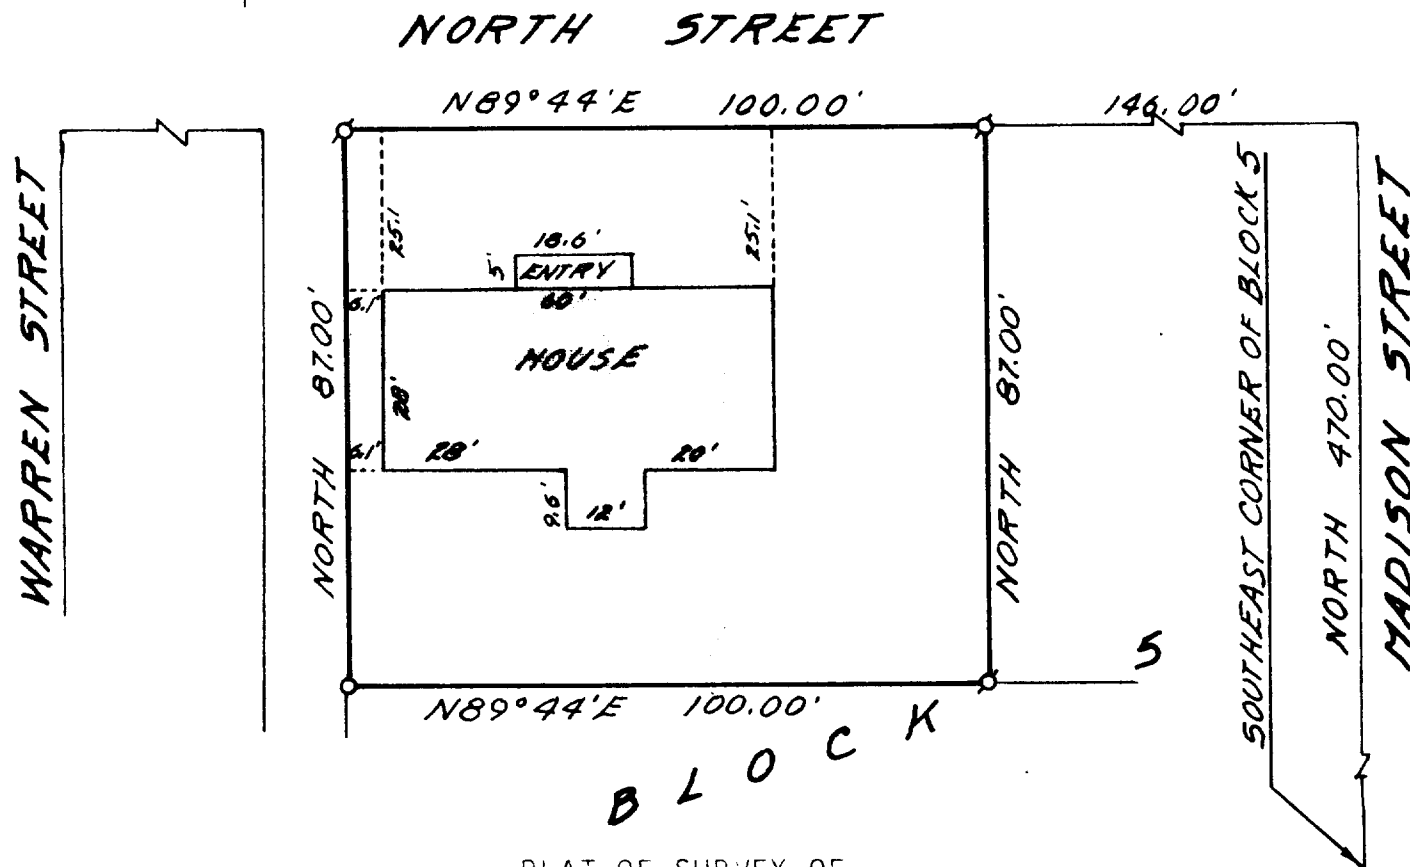 NORTH STREET
N89°44'E 100.00'
146.00'
WARREN STREET
NORTH 87.00'
25.1
25.1'
18.6'
5'
ENTRY
6.1'
60'
HOUSE
28'
6.1'
28'
20'
9.6'
12'
NORTH 87.00'
SOUTHEAST CORNER OF BLOCK 5
NORTH 470.00'
MADISON STREET
N89°44'E 100.00'
BLOCK 5
PLAT OF SURVEY OF